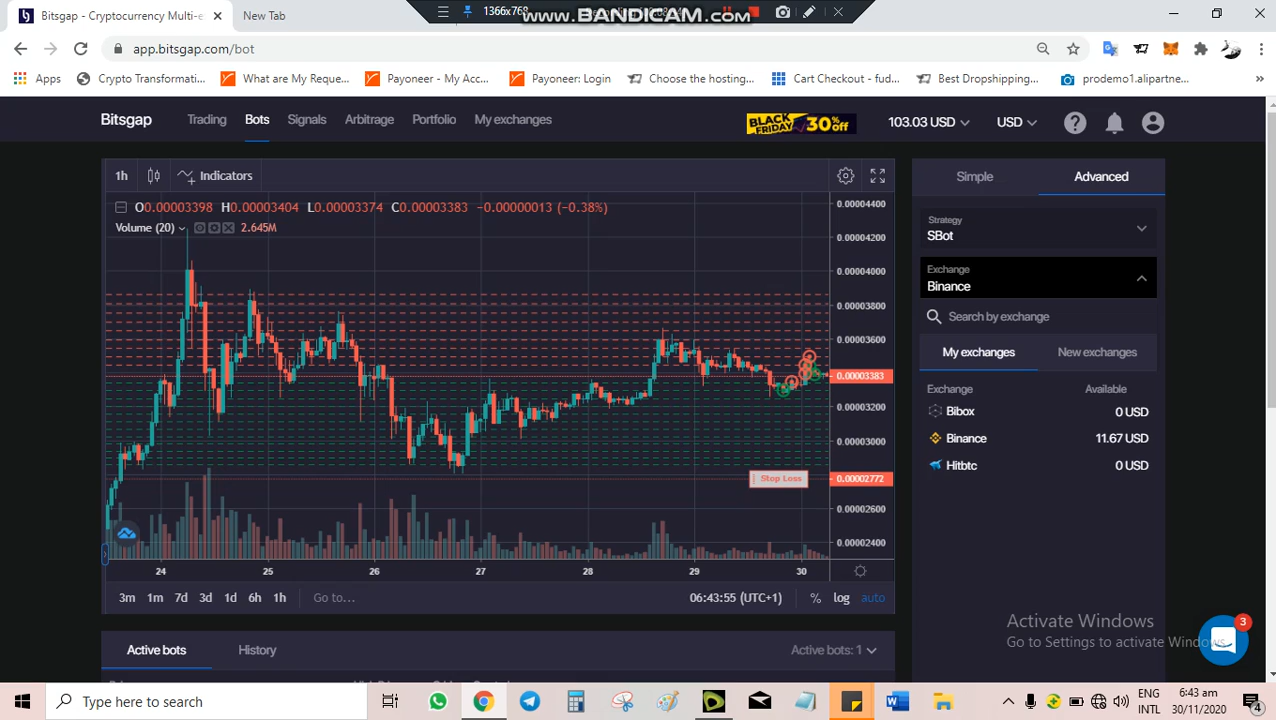 Bitsgap - Cryptocurrency Multi-e
New Tab
1366x768
www.BANDICAM.com
app.bitsgap.com/bot
Apps
Crypto Transformati...
What are My Reque...
Payoneer - My Acco...
Payoneer: Login
Choose the hosting...
Cart Checkout - fud...
Best Dropshipping...
prodemo1.alipartne...
»
Bitsgap
Trading
Bots
Signals
Arbitrage
Portfolio
My exchanges
BLACK FRIDAY 30% off
103.03 USD
USD
1h
Indicators
O0.00003398 H0.00003404 L0.00003374 C0.00003383 -0.00000013 (-0.38%)
Volume (20) 2.645M
0.00004400
0.00004200
0.00004000
0.00003800
0.00003600
0.00003383
0.00003200
0.00003000
Stop Loss
0.00002772
0.00002600
0.00002400
24 25 26 27 28 29 30
3m 1m 7d 3d 1d 6h 1h Go to... 06:43:55 (UTC+1) % log auto
Active bots
History
Active bots: 1
Simple
Advanced
Strategy
SBot
Exchange
Binance
Search by exchange
My exchanges
New exchanges
Exchange Available
Bibox 0 USD
Binance 11.67 USD
Hitbtc 0 USD
Activate Windows
Go to Settings to activate Windows.
3
Type here to search
ENG
INTL
6:43 am
30/11/2020
4